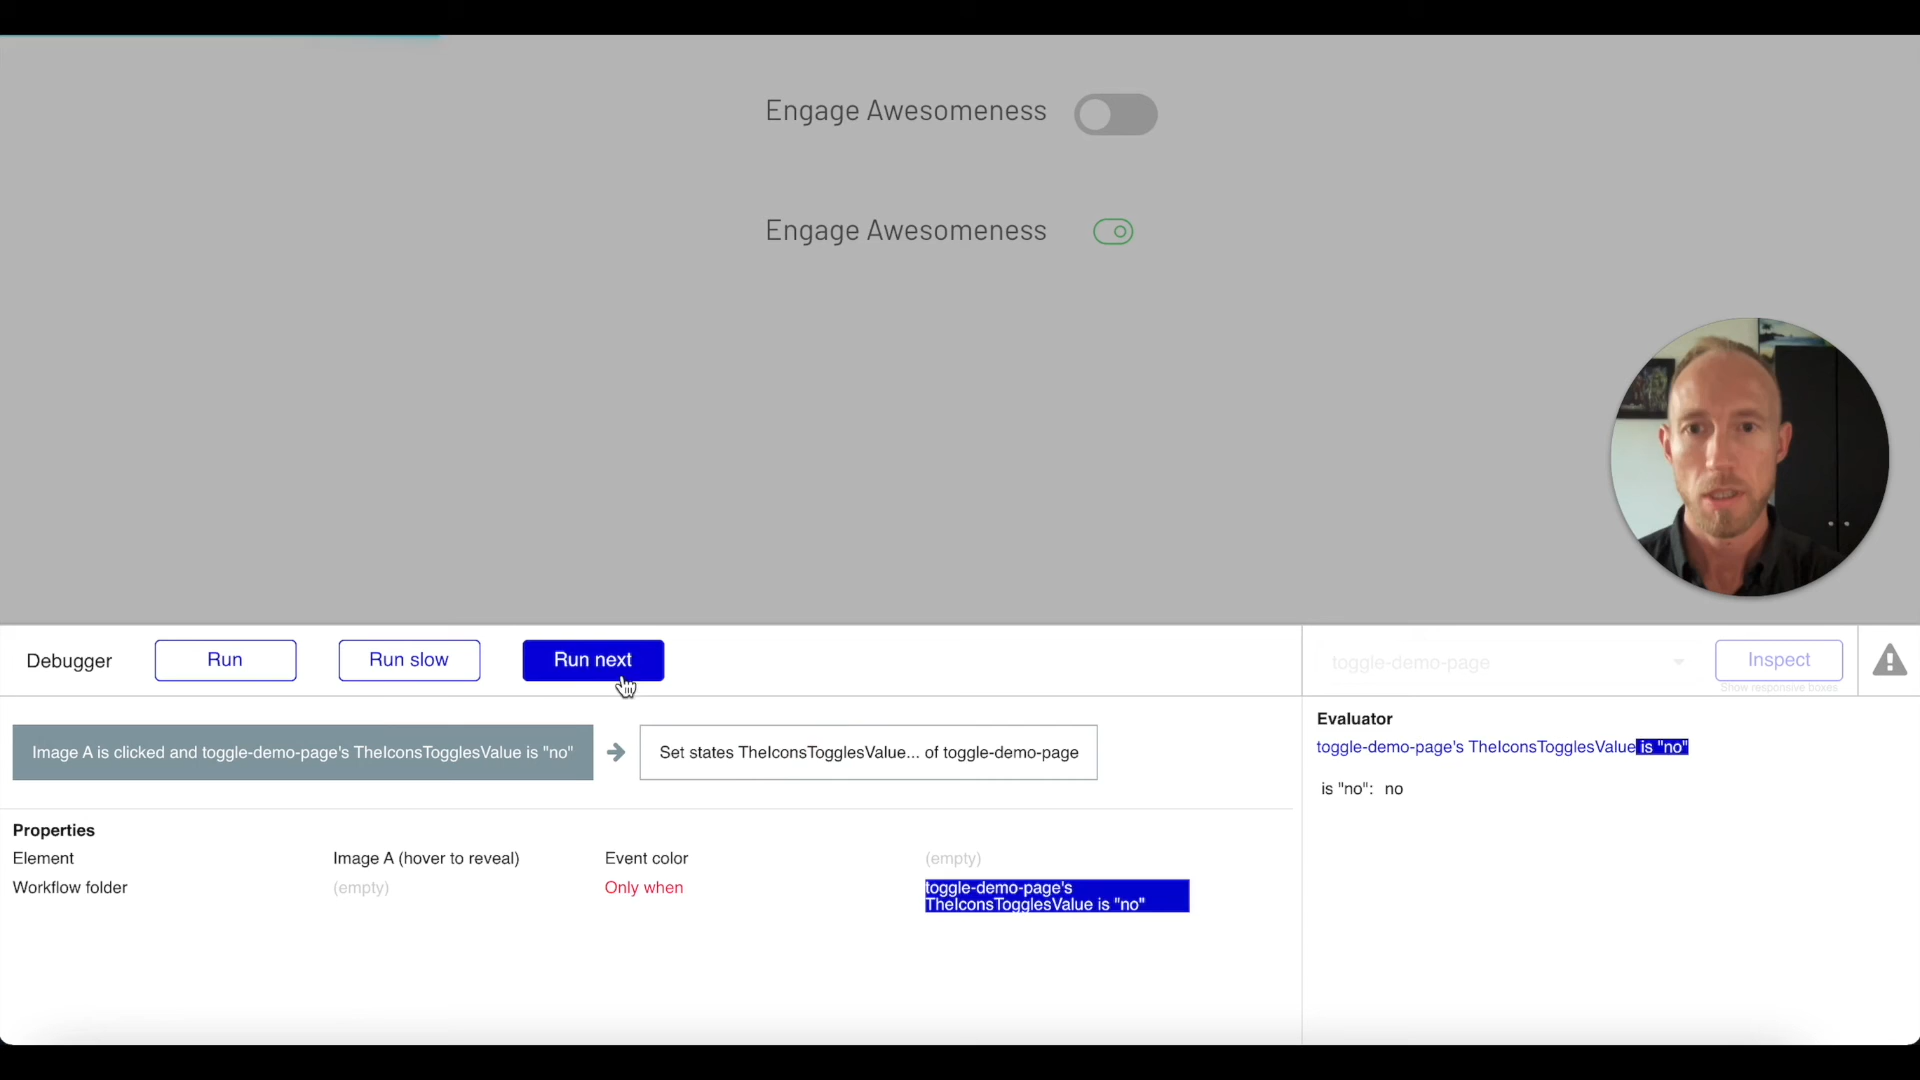 Engage Awesomeness
Engage Awesomeness
Debugger
Run
Run slow
Run next
toggle-demo-page
Inspect
Show responsive boxes
Image A is clicked and toggle-demo-page's TheIconsTogglesValue is "no"
Set states TheIconsTogglesValue... of toggle-demo-page
Properties
Element
Image A (hover to reveal)
Event color
(empty)
Workflow folder
(empty)
Only when
toggle-demo-page's
TheIconsTogglesValue is "no"
Evaluator
toggle-demo-page's TheIconsTogglesValue is "no"
is "no": no